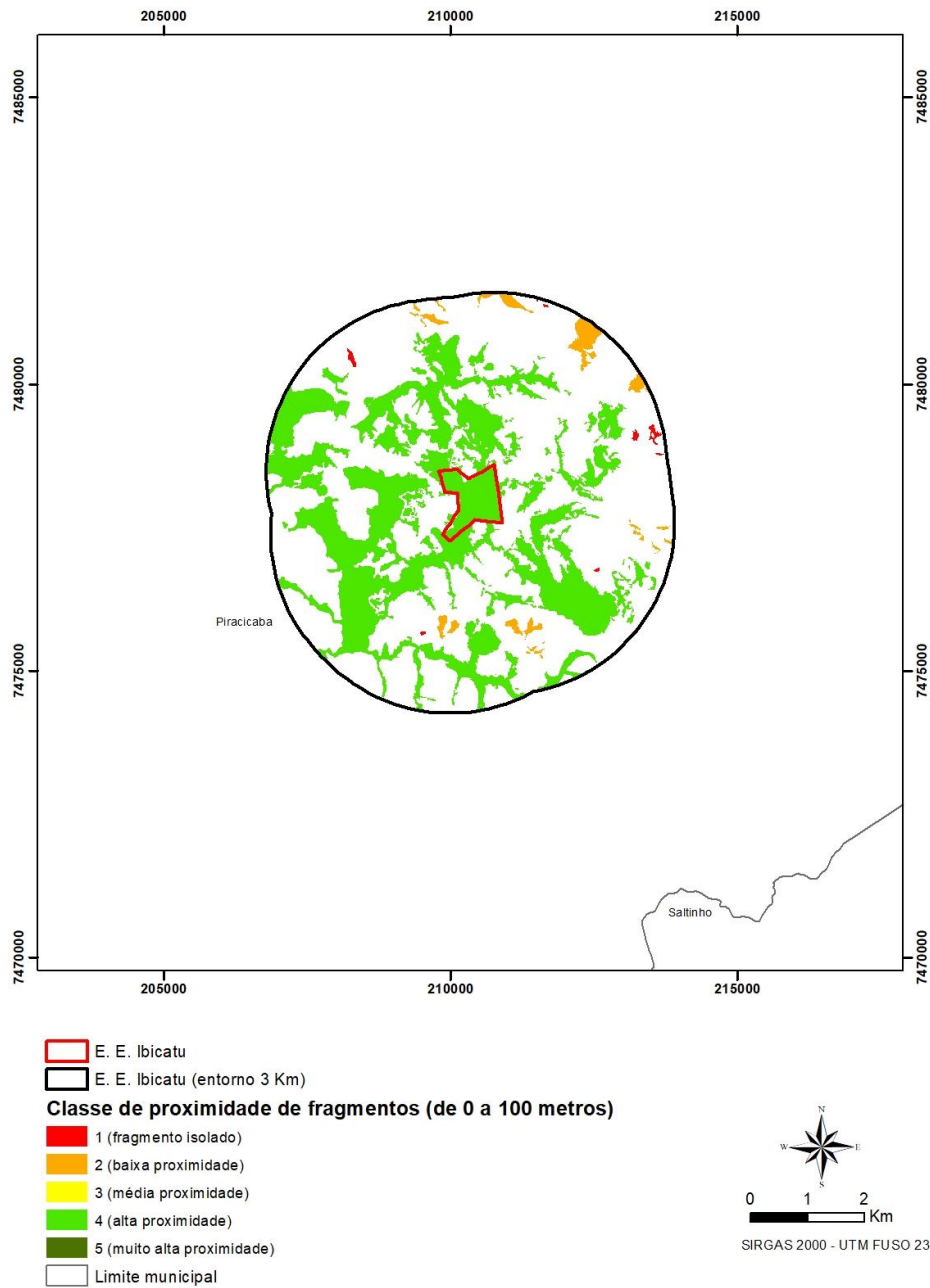 205000
210000
215000
7485000
7485000
7480000
7480000
Piracicaba
7475000
7475000
Saltinho
7470000
7470000
205000
210000
215000
E. E. Ibicatu
E. E. Ibicatu (entorno 3 Km)
Classe de proximidade de fragmentos (de 0 a 100 metros)
1 (fragmento isolado)
2 (baixa proximidade)
3 (média proximidade)
4 (alta proximidade)
5 (muito alta proximidade)
Limite municipal
N
W
E
S
0 1 2
Km
SIRGAS 2000 - UTM FUSO 23